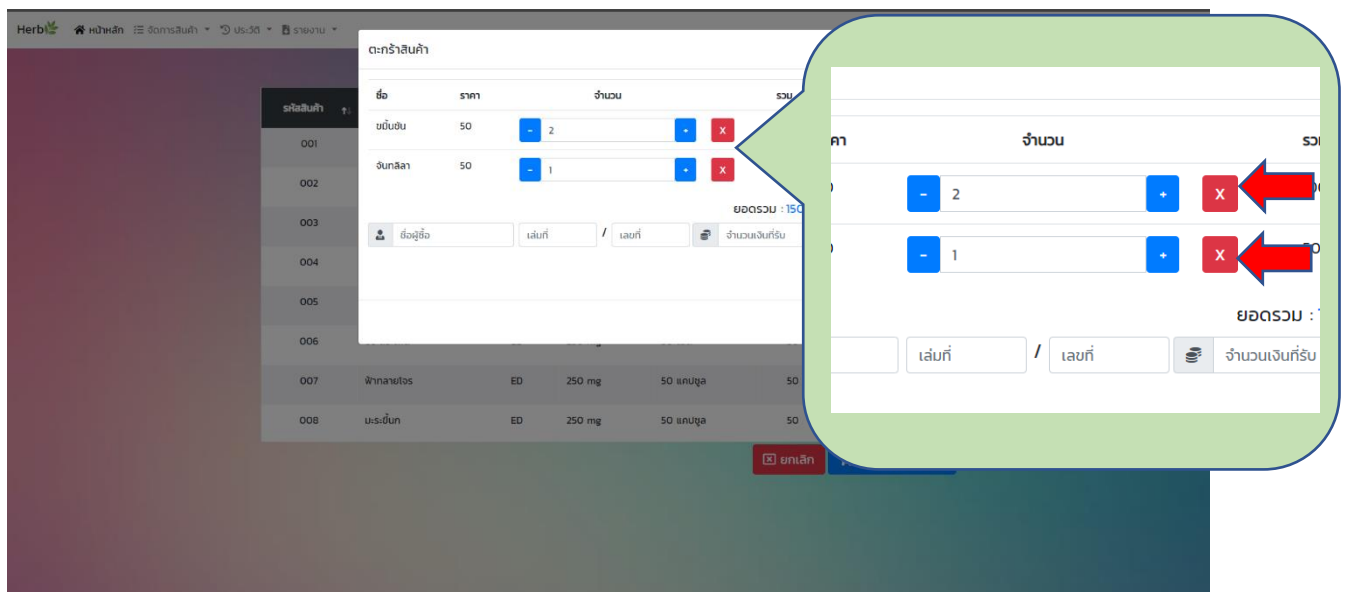 Herb หน้าหลัก จัดการสินค้า ประวัติ รายงาน
ตะกร้าสินค้า
ชื่อ ราคา จำนวน รวม
ขมิ้นชัน 50 - 2 + X
จันทลีลา 50 - 1 + X
ยอดรวม : 150
ชื่อผู้ซื้อ เล่มที่ / เลขที่ จำนวนเงินที่รับ
รหัสสินค้า
001
002
003
004
005
006
007 ฟ้าทลายโจร ED 250 mg 50 แคปซูล 50
008 มะระขี้นก ED 250 mg 50 แคปซูล 50
ยกเลิก
จำนวน
- 2 + X
- 1 + X
ยอดรวม :
เล่มที่ / เลขที่ จำนวนเงินที่รับ